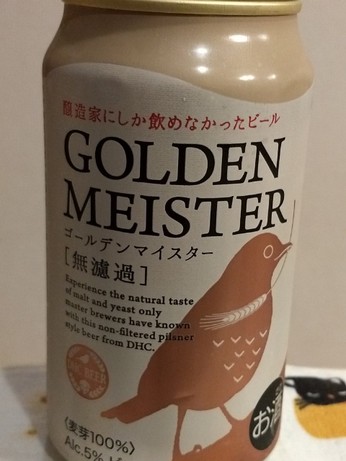 醸造家にしか飲めなかったビール
GOLDEN
MEISTER
ゴールデンマイスター
[無濾過]
Experience the natural taste
of malt and yeast only
master brewers have known
with this non-filtered pilsner
style beer from DHC.
お酒
〈麦芽100%〉
Alc.5%